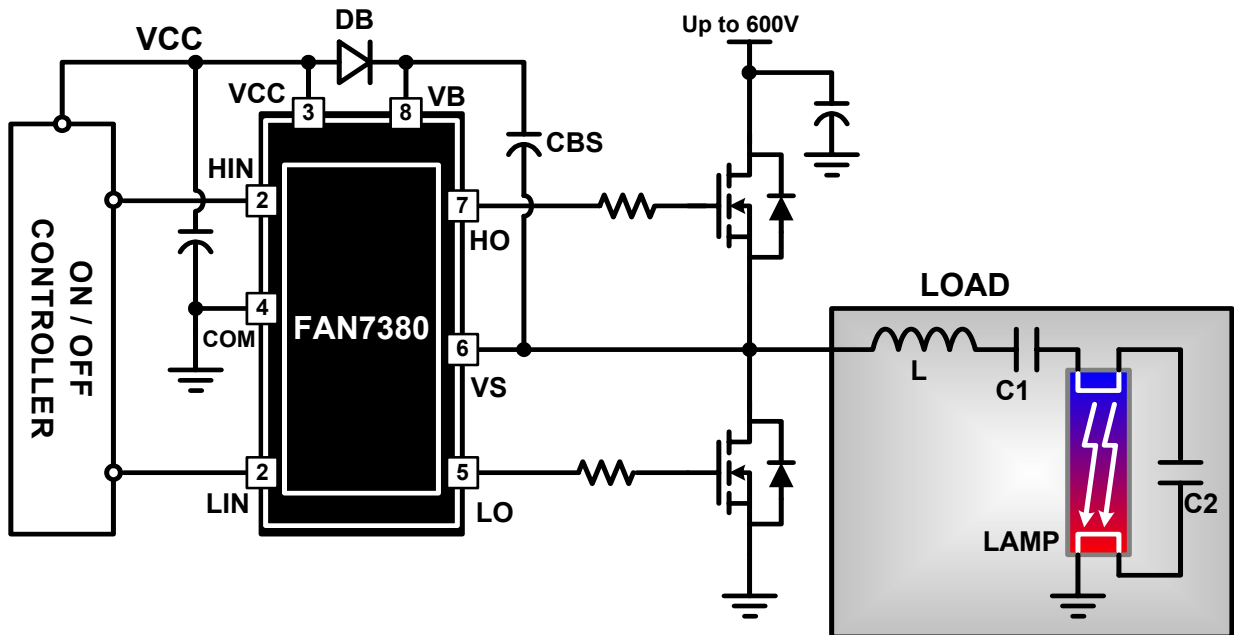 DB
Up to 600V
VCC
VCC
3
8
VB
CBS
HIN
2
7
HO
ON / OFF
CONTROLLER
4
COM
FAN7380
6
VS
LOAD
L
C1
2
LIN
5
LO
C2
LAMP